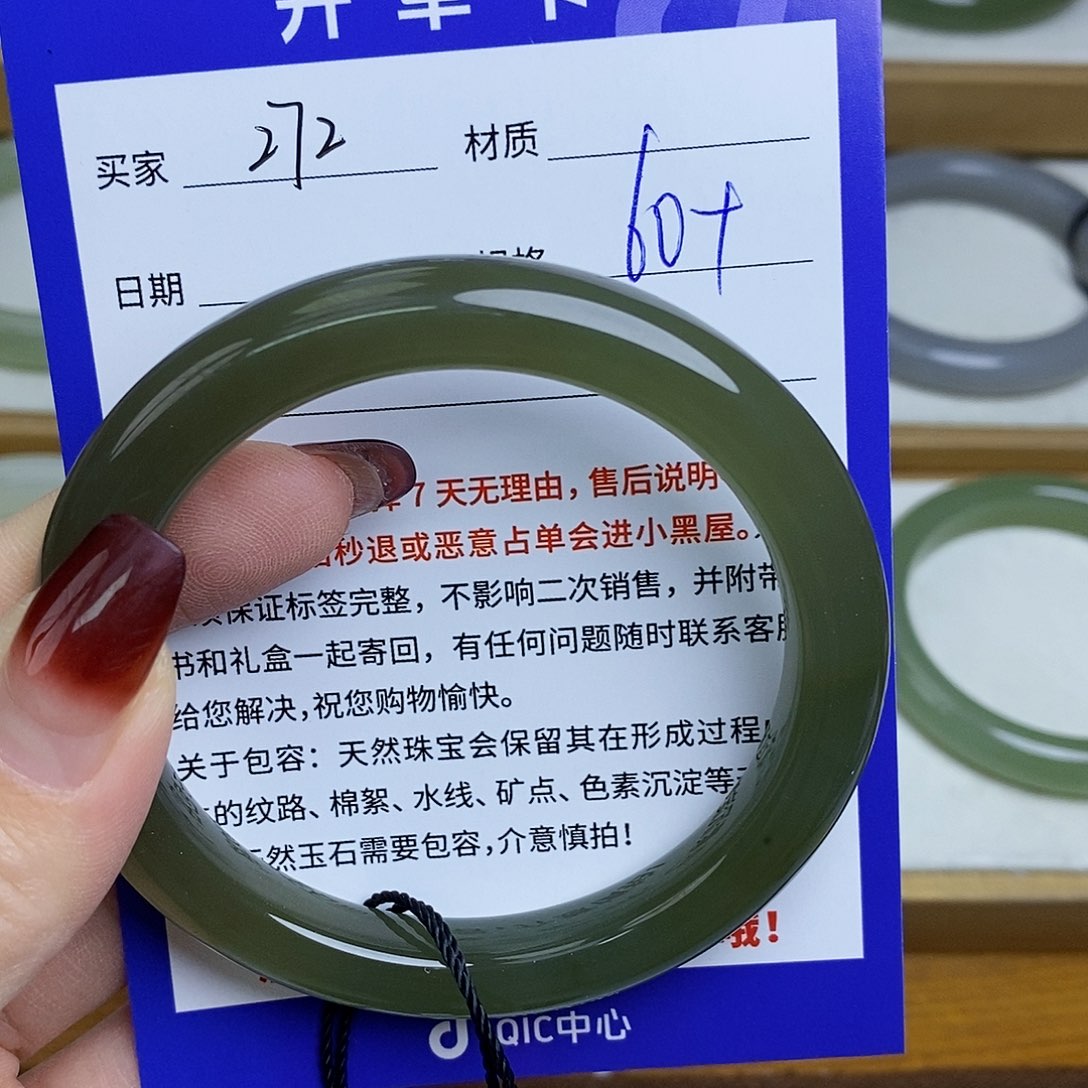 买家 272 材质
日期 规格 60+
7天无理由，售后说明
秒退或恶意占单会进小黑屋。
保证标签完整，不影响二次销售，并附带
书和礼盒一起寄回，有任何问题随时联系客服
给您解决，祝您购物愉快。
关于包容：天然珠宝会保留其在形成过程
的纹路、棉絮、水线、矿点、色素沉淀等
然玉石需要包容，介意慎拍！
我！
QIC中心